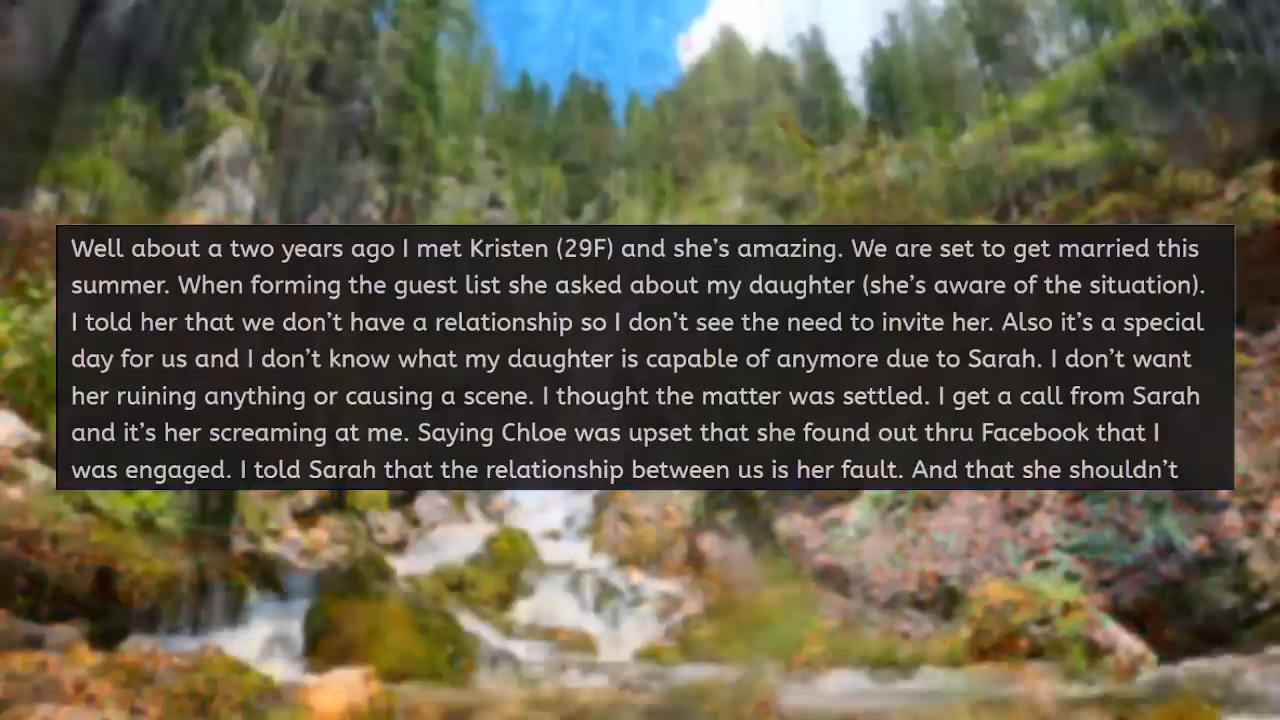 Well about a two years ago I met Kristen (29F) and she's amazing. We are set to get married this
summer. When forming the guest list she asked about my daughter (she's aware of the situation).
I told her that we don't have a relationship so I don't see the need to invite her. Also it's a special
day for us and I don't know what my daughter is capable of anymore due to Sarah. I don't want
her ruining anything or causing a scene. I thought the matter was settled. I get a call from Sarah
and it's her screaming at me. Saying Chloe was upset that she found out thru Facebook that I
was engaged. I told Sarah that the relationship between us is her fault. And that she shouldn't